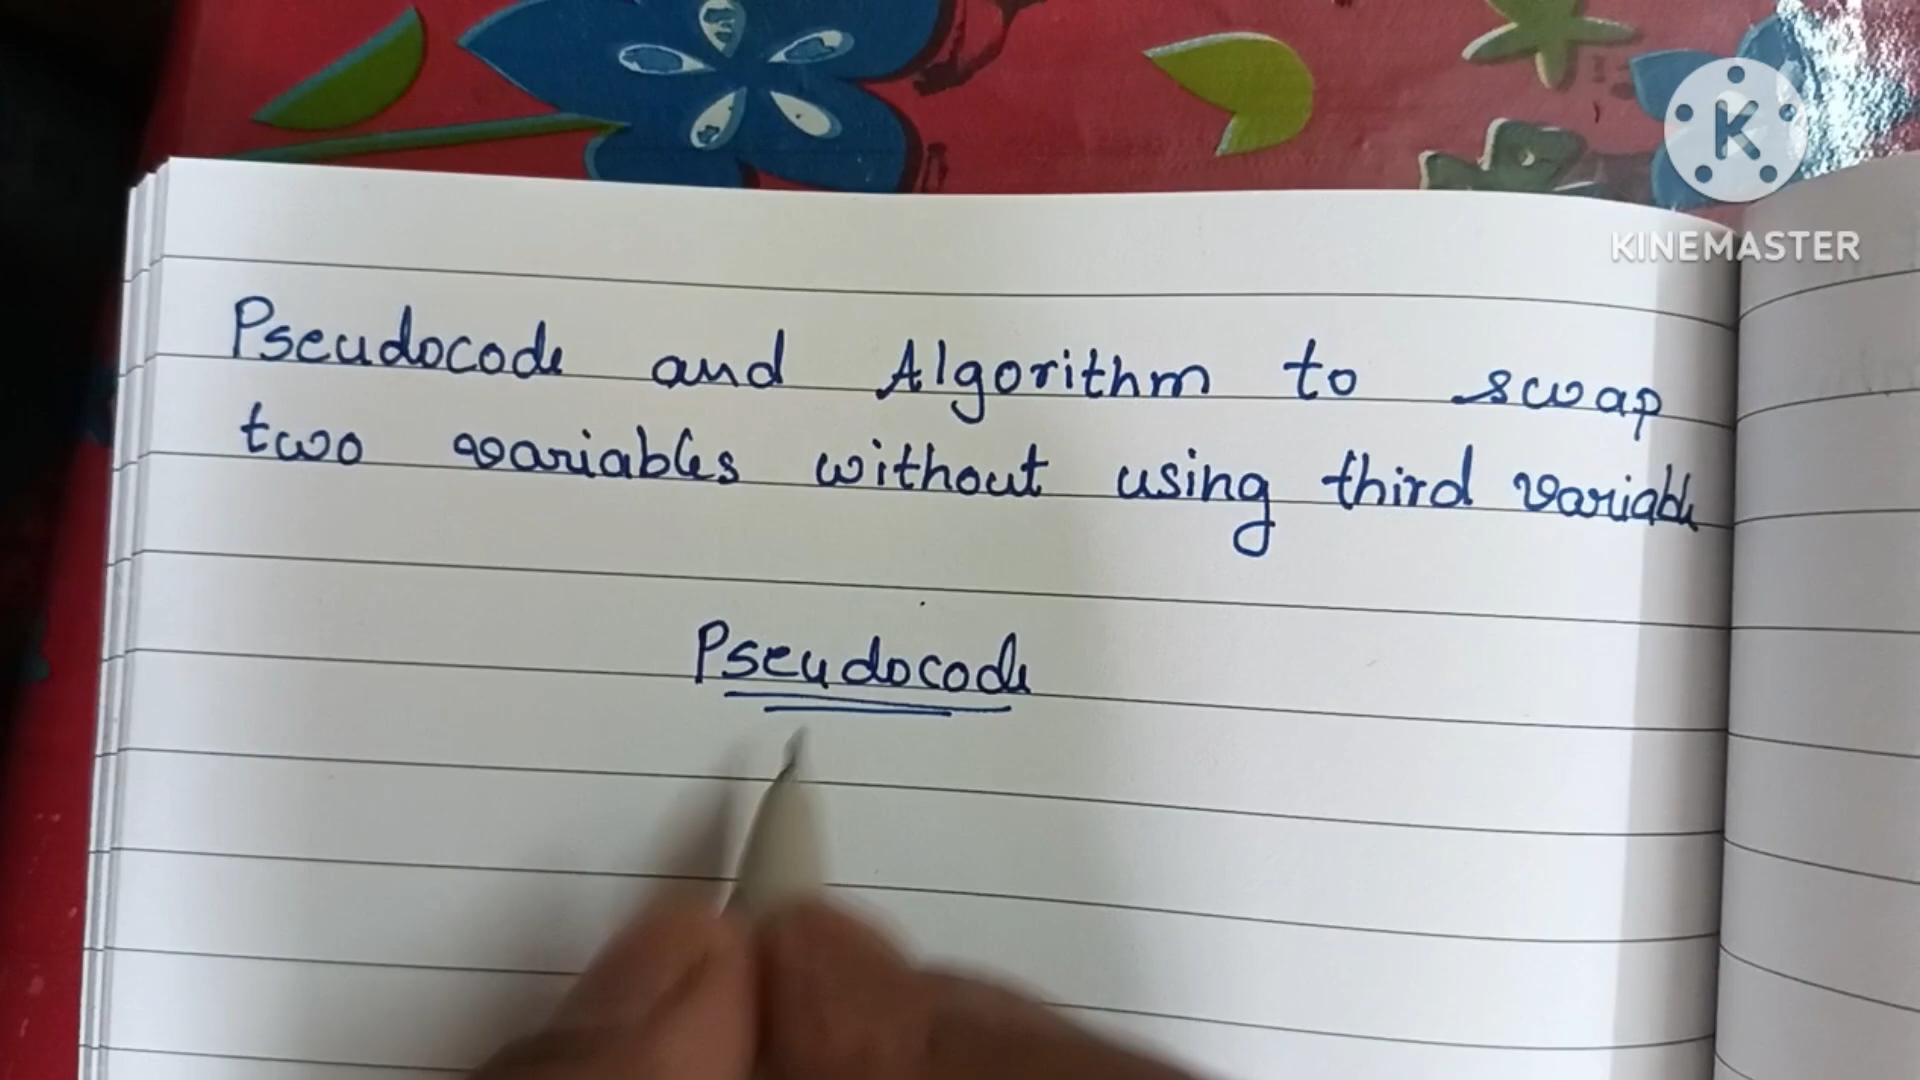 KINEMASTER
Pseudocode and Algorithm to swap
two variables without using third variable
Pseudocode